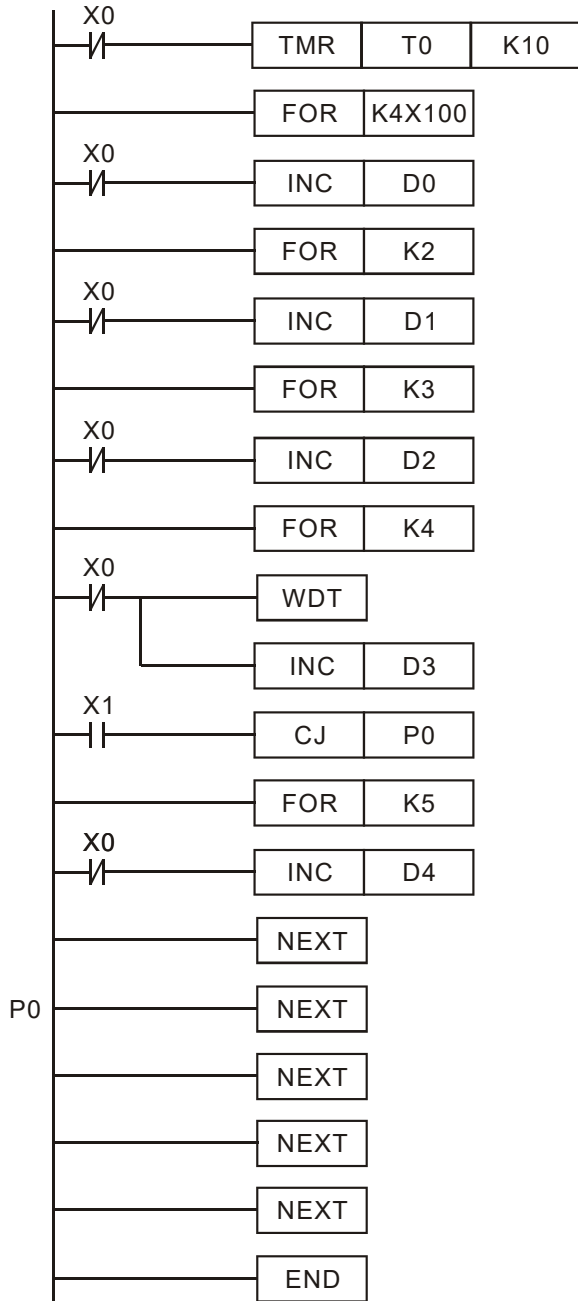 X0
TMR T0 K10
FOR K4X100
X0
INC D0
FOR K2
X0
INC D1
FOR K3
X0
INC D2
FOR K4
X0
WDT
INC D3
X1
CJ P0
FOR K5
X0
INC D4
NEXT
P0 NEXT
NEXT
NEXT
NEXT
END